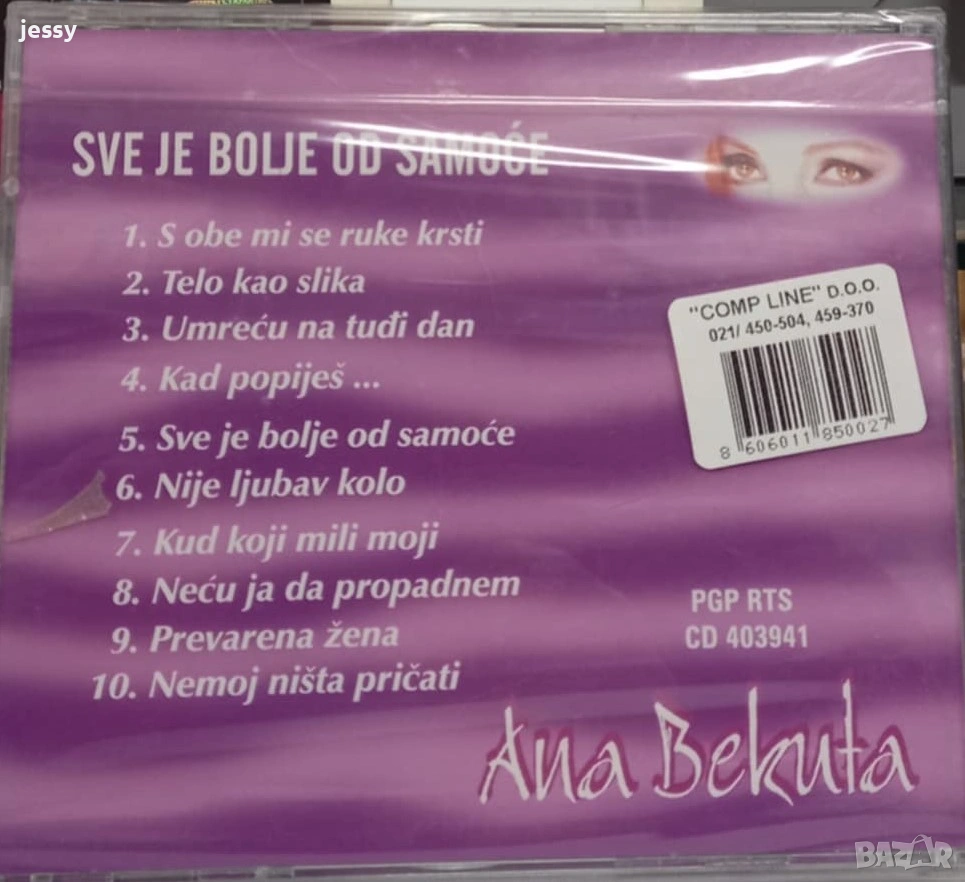 jessy
SVE JE BOLJE OD SAMOĆE
1. S obe mi se ruke krsti
2. Telo kao slika
3. Umreću na tuđi dan
4. Kad popiješ ...
5. Sve je bolje od samoće
6. Nije ljubav kolo
7. Kud koji mili moji
8. Neću ja da propadnem
9. Prevarena žena
10. Nemoj ništa pričati
"COMP LINE" D.O.O.
021/ 450-504, 459-370
8 606011 850027
PGP RTS
CD 403941
Ana Bekuta
BAZAR